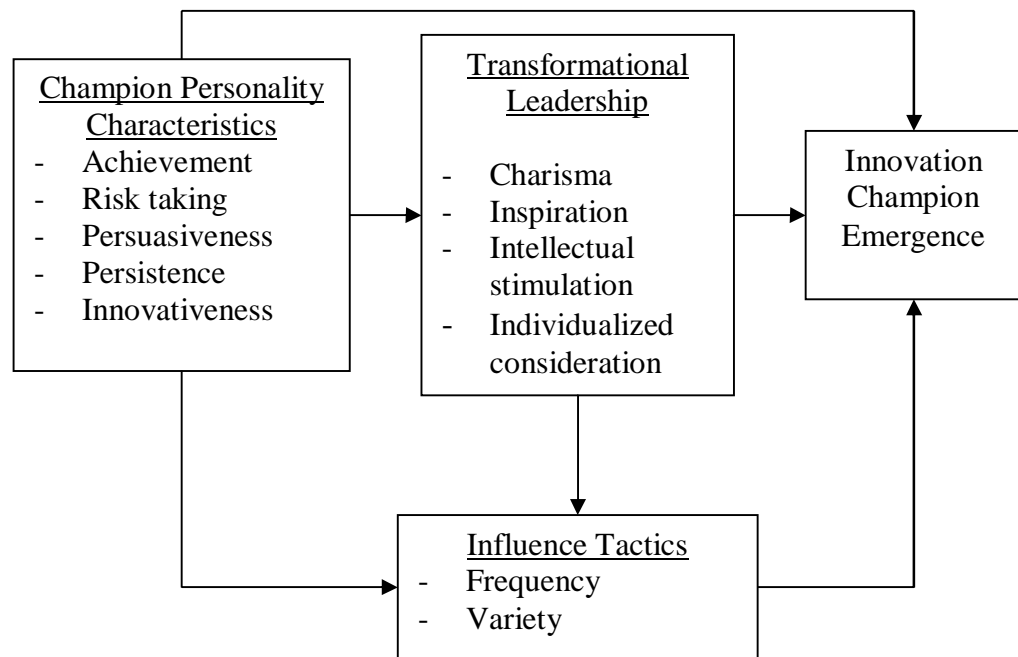 Champion Personality
Characteristics
- Achievement
- Risk taking
- Persuasiveness
- Persistence
- Innovativeness
Transformational
Leadership
- Charisma
- Inspiration
- Intellectual
stimulation
- Individualized
consideration
Innovation
Champion
Emergence
Influence Tactics
- Frequency
- Variety